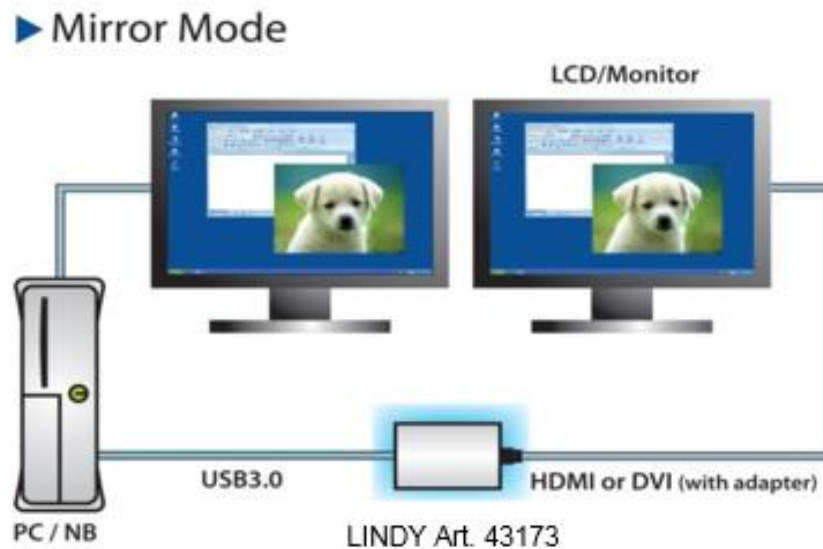 Mirror Mode
LCD/Monitor
USB3.0
HDMI or DVI (with adapter)
PC / NB
LINDY Art. 43173